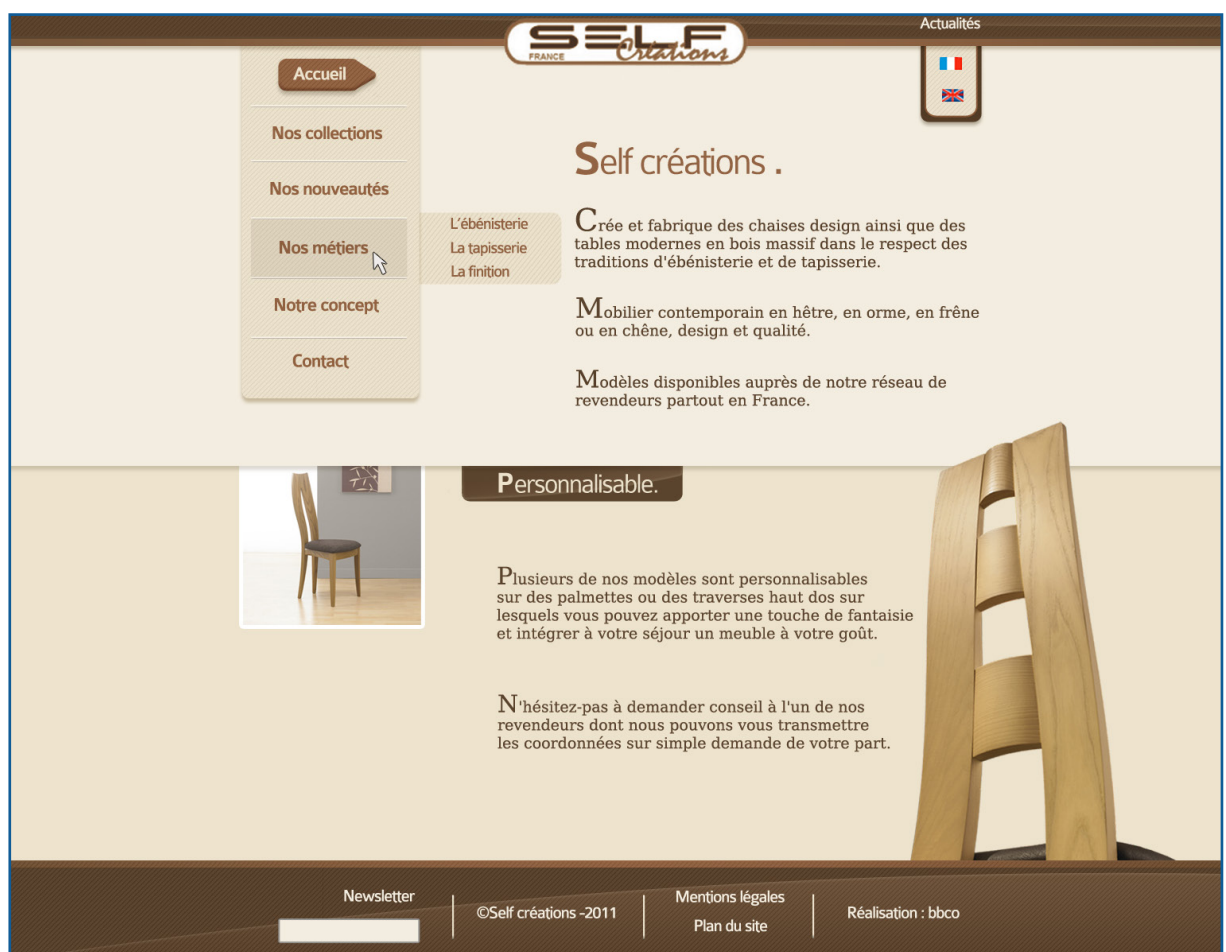 Actualités
SELF
FRANCE
Créations
Accueil
Nos collections
Nos nouveautés
Nos métiers
Notre concept
Contact
L'ébénisterie
La tapisserie
La finition
Self créations .
Crée et fabrique des chaises design ainsi que des
tables modernes en bois massif dans le respect des
traditions d'ébénisterie et de tapisserie.
Mobilier contemporain en hêtre, en orme, en frêne
ou en chêne, design et qualité.
Modèles disponibles auprès de notre réseau de
revendeurs partout en France.
Personnalisable.
Plusieurs de nos modèles sont personnalisables
sur des palmettes ou des traverses haut dos sur
lesquels vous pouvez apporter une touche de fantaisie
et intégrer à votre séjour un meuble à votre goût.
N'hésitez-pas à demander conseil à l'un de nos
revendeurs dont nous pouvons vous transmettre
les coordonnées sur simple demande de votre part.
Newsletter
©Self créations -2011
Mentions légales
Plan du site
Réalisation : bbco